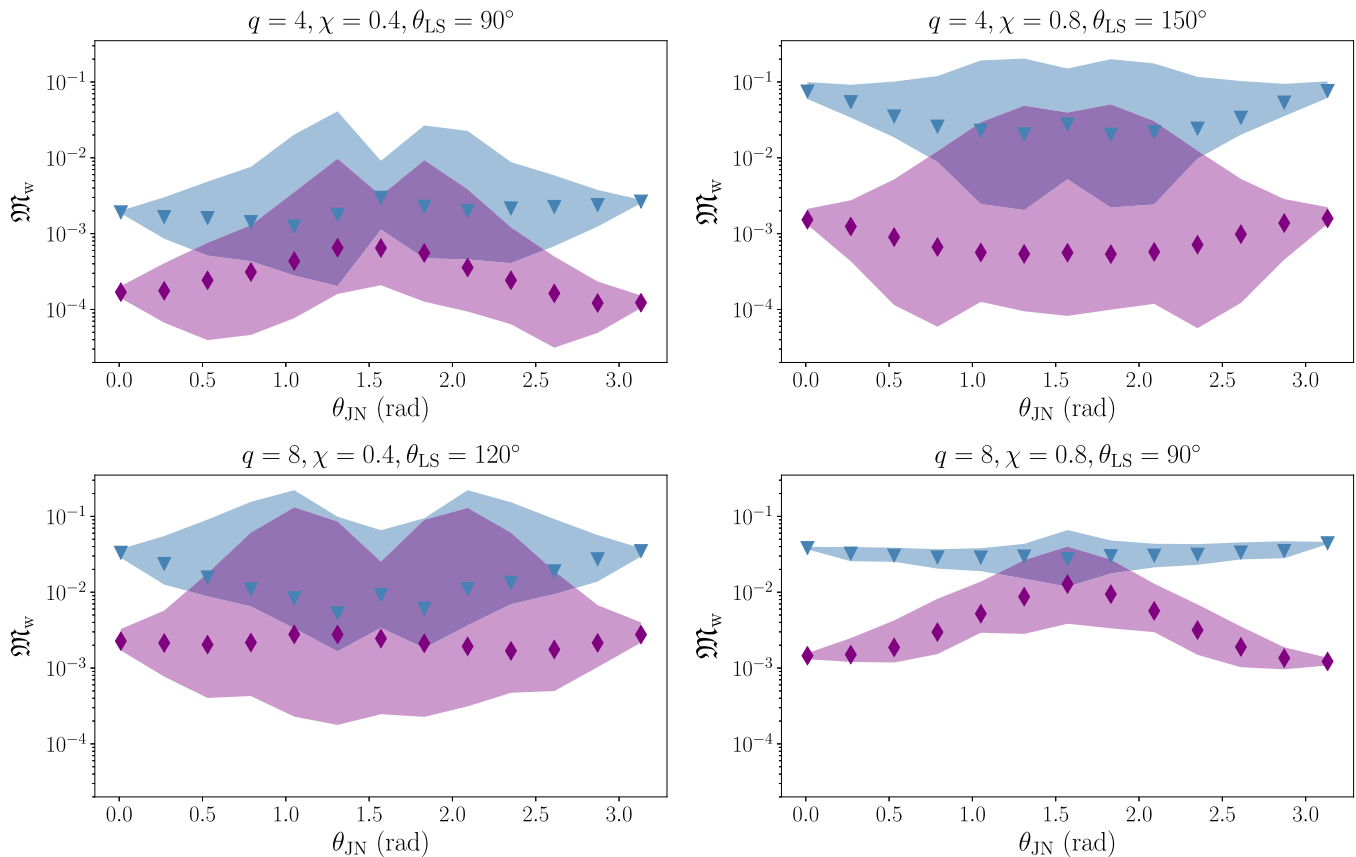 q = 4, χ = 0.4, θ_LS = 90°
10⁻¹
10⁻²
10⁻³
10⁻⁴
𝔐_w
0.0 0.5 1.0 1.5 2.0 2.5 3.0
θ_JN (rad)
q = 4, χ = 0.8, θ_LS = 150°
10⁻¹
10⁻²
10⁻³
10⁻⁴
𝔐_w
0.0 0.5 1.0 1.5 2.0 2.5 3.0
θ_JN (rad)
q = 8, χ = 0.4, θ_LS = 120°
10⁻¹
10⁻²
10⁻³
10⁻⁴
𝔐_w
0.0 0.5 1.0 1.5 2.0 2.5 3.0
θ_JN (rad)
q = 8, χ = 0.8, θ_LS = 90°
10⁻¹
10⁻²
10⁻³
10⁻⁴
𝔐_w
0.0 0.5 1.0 1.5 2.0 2.5 3.0
θ_JN (rad)